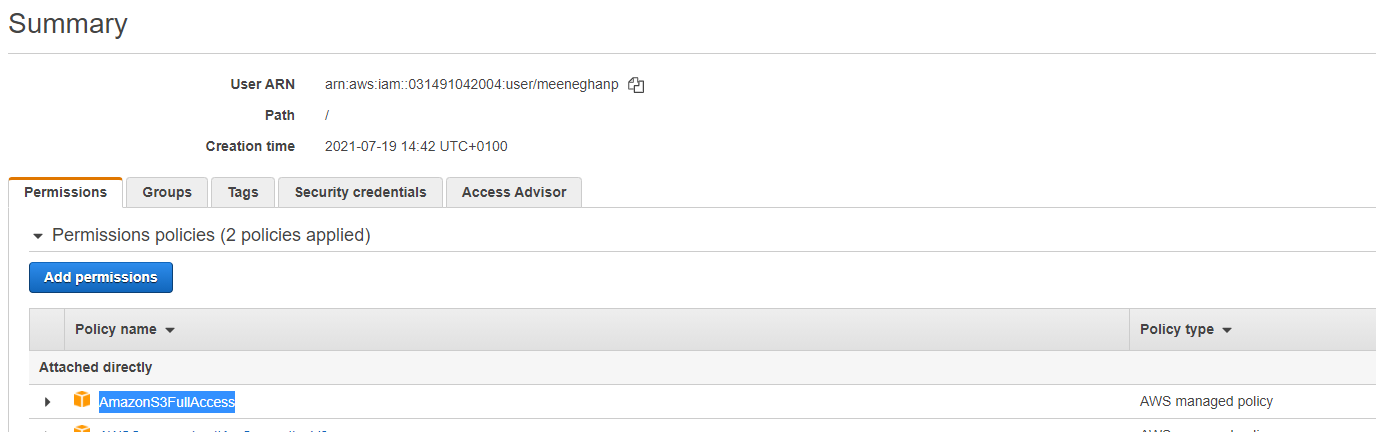 Summary
User ARN arn:aws:iam::031491042004:user/meeneghanp
Path /
Creation time 2021-07-19 14:42 UTC+0100
Permissions Groups Tags Security credentials Access Advisor
Permissions policies (2 policies applied)
Add permissions
Policy name Policy type
Attached directly
AmazonS3FullAccess AWS managed policy